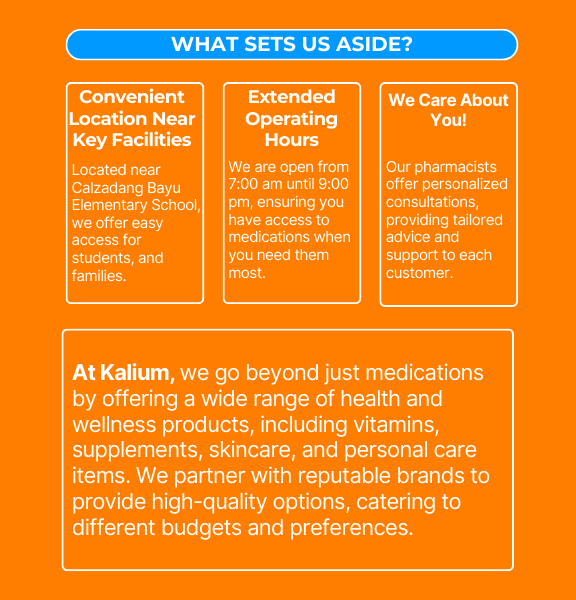 WHAT SETS US ASIDE?
Convenient
Location Near
Key Facilities
Located near
Calzadang Bayu
Elementary School,
we offer easy
access for
students, and
families.
Extended
Operating
Hours
We are open from
7:00 am until 9:00
pm, ensuring you
have access to
medications when
you need them
most.
We Care About
You!
Our pharmacists
offer personalized
consultations,
providing tailored
advice and
support to each
customer.
At Kalium, we go beyond just medications
by offering a wide range of health and
wellness products, including vitamins,
supplements, skincare, and personal care
items. We partner with reputable brands to
provide high-quality options, catering to
different budgets and preferences.